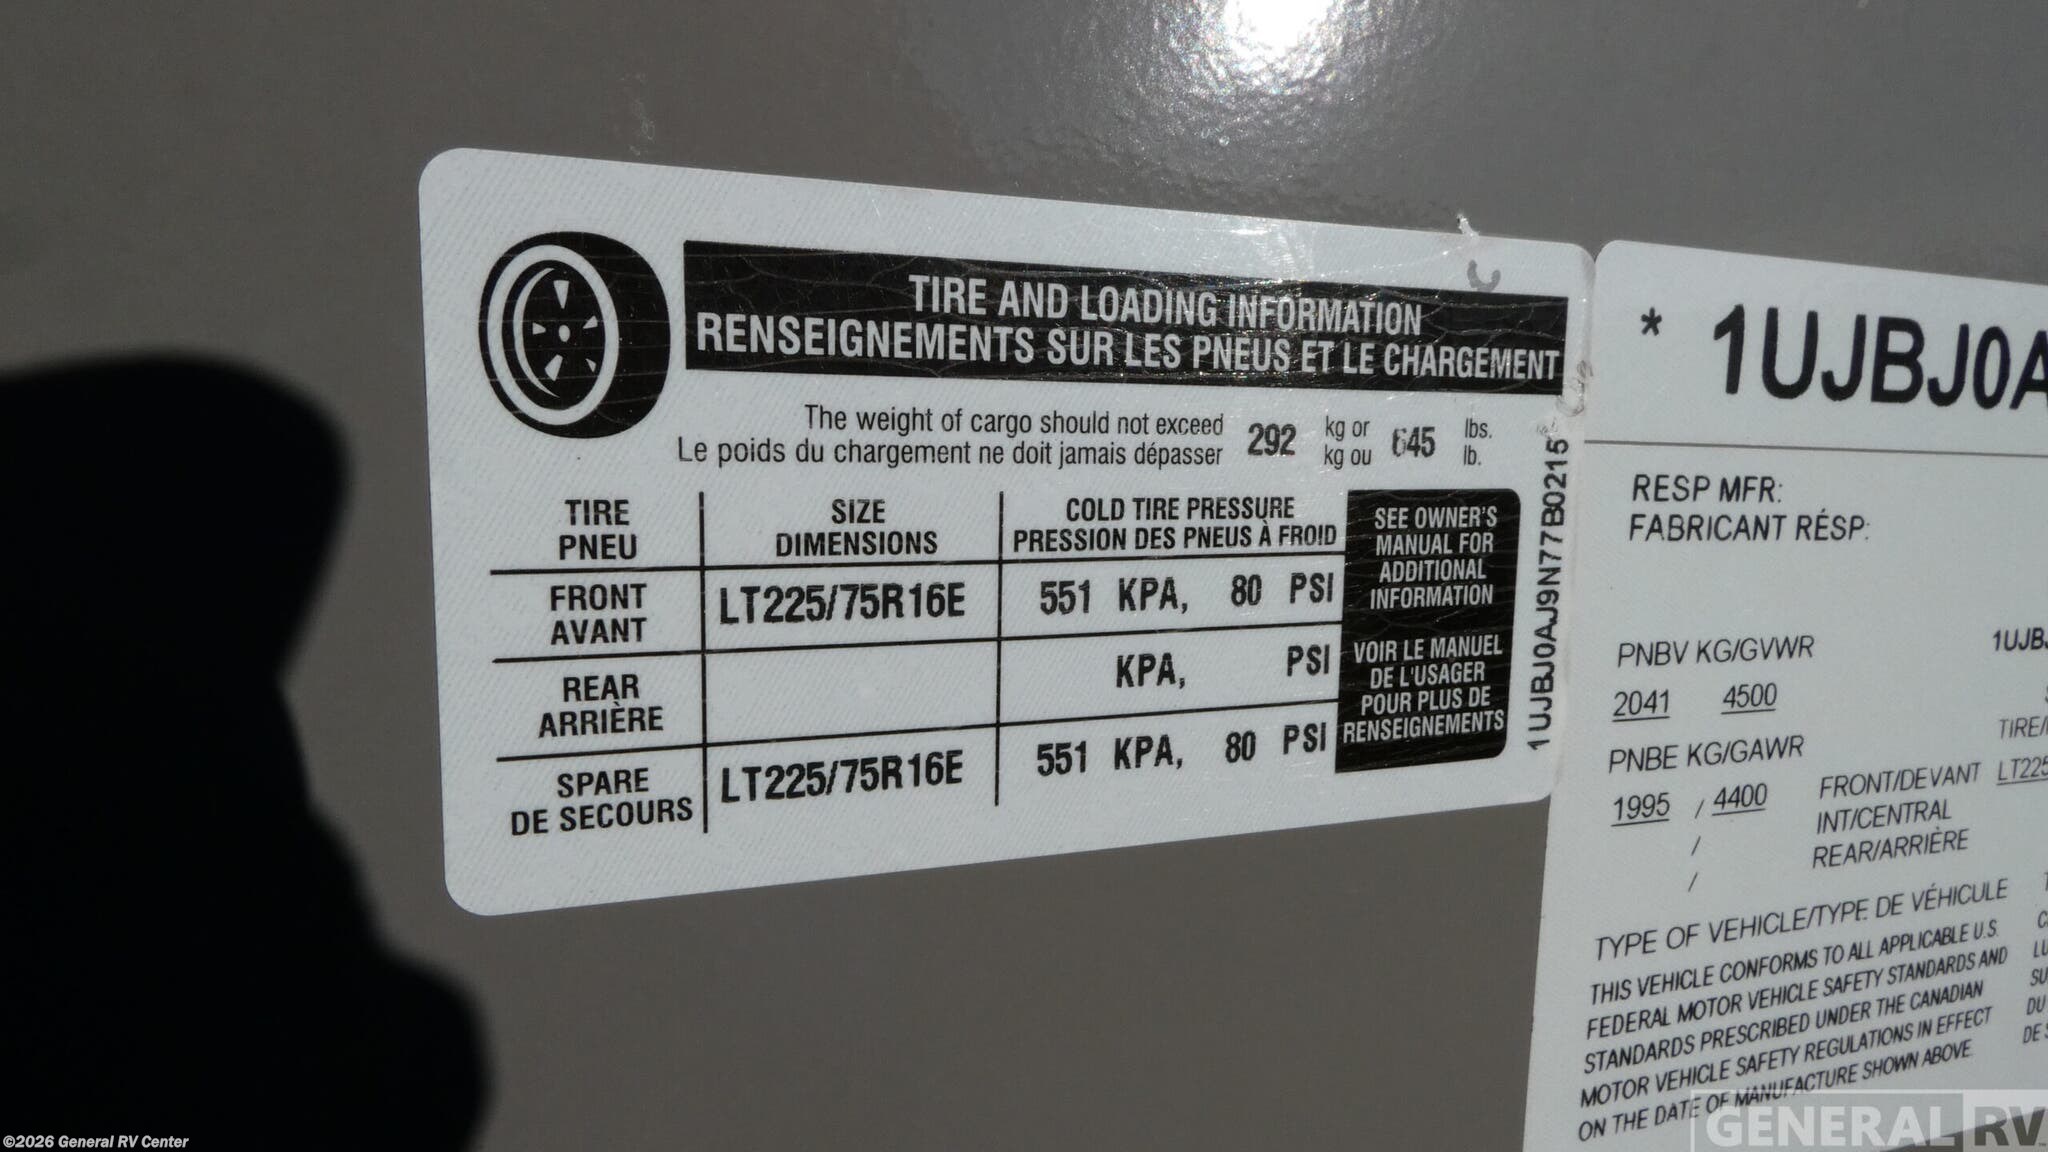 TIRE AND LOADING INFORMATION
RENSEIGNEMENTS SUR LES PNEUS ET LE CHARGEMENT
The weight of cargo should not exceed 292 kg or 645 lbs.
Le poids du chargement ne doit jamais dépasser kg ou lb.
TIRE SIZE COLD TIRE PRESSURE
PNEU DIMENSIONS PRESSION DES PNEUS À FROID
FRONT LT225/75R16E 551 KPA, 80 PSI
AVANT
REAR KPA, PSI
ARRIÈRE
SPARE LT225/75R16E 551 KPA, 80 PSI
DE SECOURS
SEE OWNER'S
MANUAL FOR
ADDITIONAL
INFORMATION
VOIR LE MANUEL
DE L'USAGER
POUR PLUS DE
RENSEIGNEMENTS
1UJBJ0AJ9N77B0215
* 1UJBJ0A
RESP MFR:
FABRICANT RÉSP:
PNBV KG/GVWR 1UJBJ
2041 4500
PNBE KG/GAWR TIRE/
1995 / 4400 FRONT/DEVANT LT225
/ INT/CENTRAL
/ REAR/ARRIÈRE
TYPE OF VEHICLE/TYPE DE VÉHICULE
THIS VEHICLE CONFORMS TO ALL APPLICABLE U.S.
FEDERAL MOTOR VEHICLE SAFETY STANDARDS AND
STANDARDS PRESCRIBED UNDER THE CANADIAN
MOTOR VEHICLE SAFETY REGULATIONS IN EFFECT
ON THE DATE OF MANUFACTURE SHOWN ABOVE.
DU
©2026 General RV Center
GENERAL RV